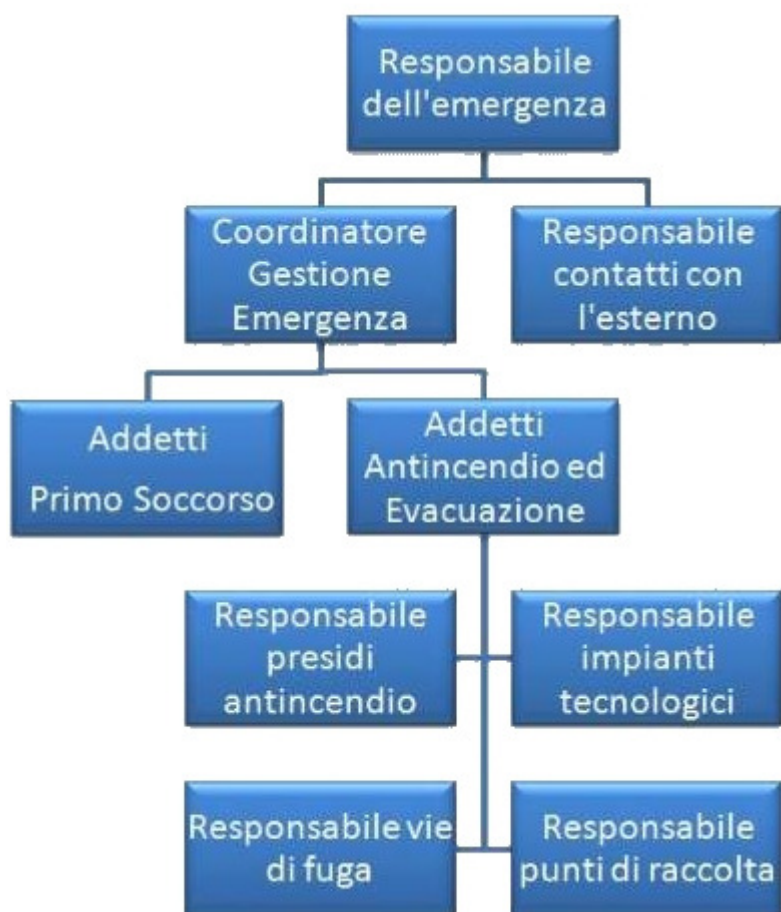 Responsabile
dell'emergenza
Coordinatore
Gestione
Emergenza
Responsabile
contatti con
l'esterno
Addetti
Primo Soccorso
Addetti
Antincendio ed
Evacuazione
Responsabile
presidi
antincendio
Responsabile
impianti
tecnologici
Responsabile vie
di fuga
Responsabile
punti di raccolta